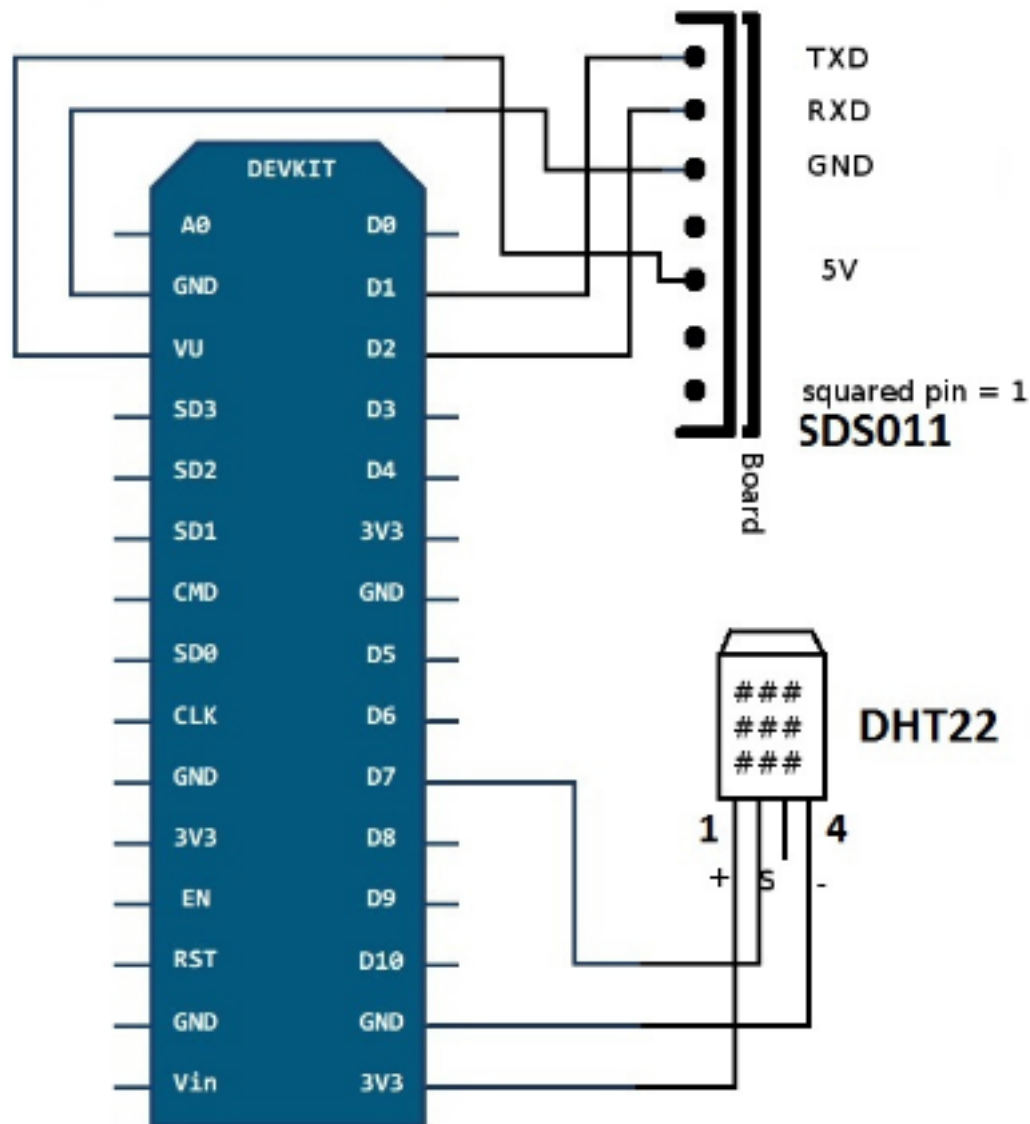 DEVKIT
A0 D0
GND D1
VU D2
SD3 D3
SD2 D4
SD1 3V3
CMD GND
SD0 D5
CLK D6
GND D7
3V3 D8
EN D9
RST D10
GND GND
Vin 3V3
TXD
RXD
GND
5V
squared pin = 1
SDS011
Board
###
###
###
DHT22
1 4
+ S -